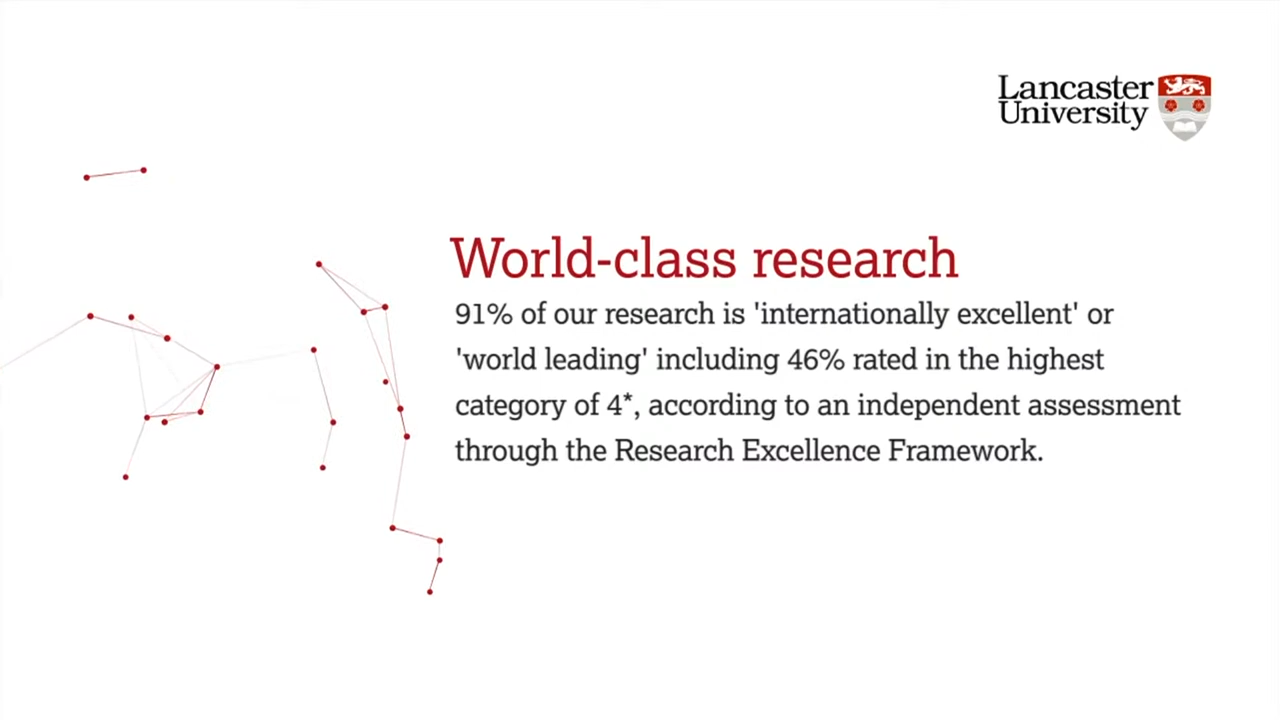 Lancaster
University
World-class research
91% of our research is 'internationally excellent' or
'world leading' including 46% rated in the highest
category of 4*, according to an independent assessment
through the Research Excellence Framework.